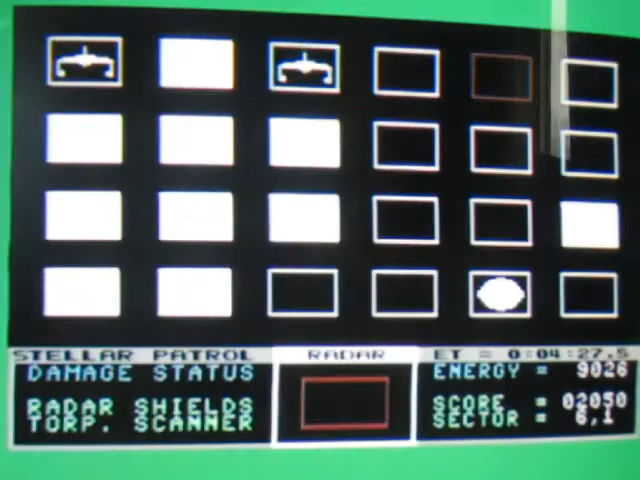 STELLAR PATROL
RADAR
ET = 0:04:27.5
DAMAGE STATUS
RADAR SHIELDS
TORP. SCANNER
ENERGY = 9026
SCORE = 02050
SECTOR = 6,1